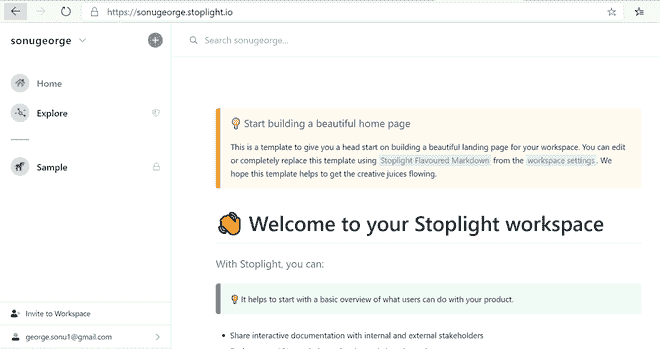 https://sonugeorge.stoplight.io
sonugeorge
Search sonugeorge...
Home
Explore
Sample
Invite to Workspace
george.sonu1@gmail.com
Start building a beautiful home page
This is a template to give you a head start on building a beautiful landing page for your workspace. You can edit
or completely replace this template using Stoplight Flavoured Markdown from the workspace settings. We
hope this template helps to get the creative juices flowing.
Welcome to your Stoplight workspace
With Stoplight, you can:
It helps to start with a basic overview of what users can do with your product.
Share interactive documentation with internal and external stakeholders